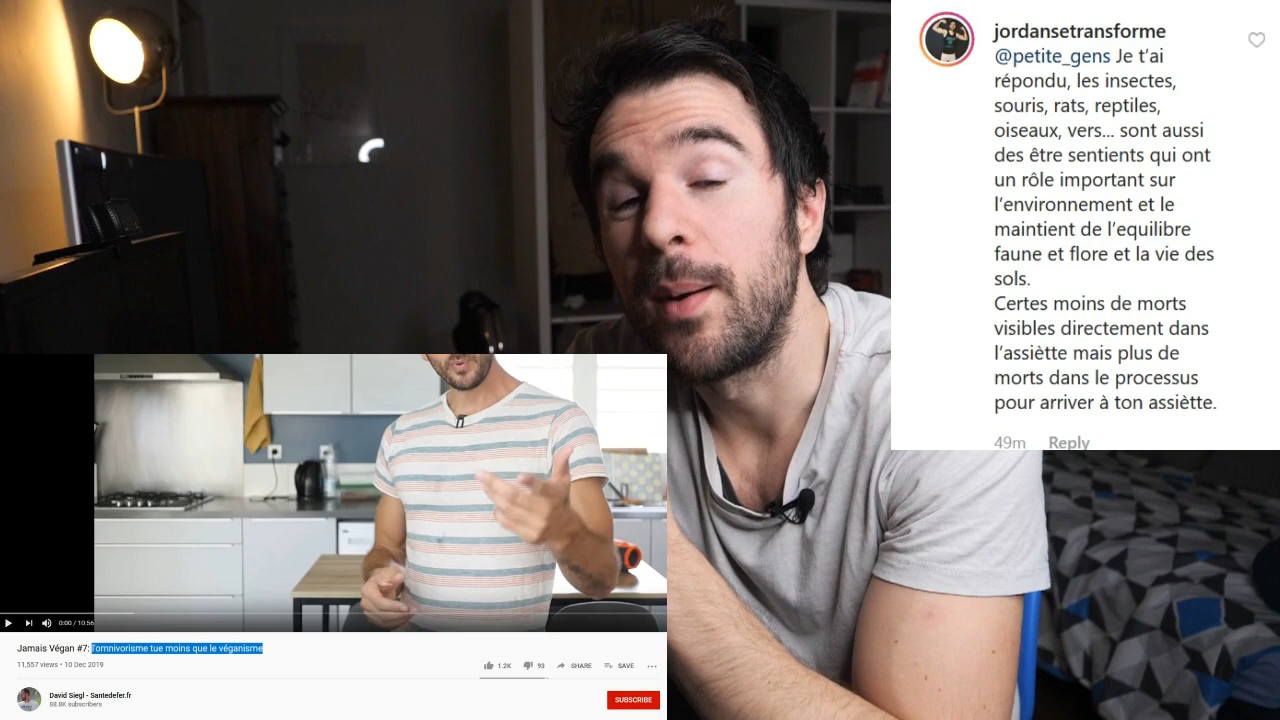 jordansetransforme
@petite_gens Je t’ai
répondu, les insectes,
souris, rats, reptiles,
oiseaux, vers... sont aussi
des être sentients qui ont
un rôle important sur
l’environnement et le
maintient de l’equilibre
faune et flore et la vie des
sols.
Certes moins de morts
visibles directement dans
l’assiètte mais plus de
morts dans le processus
pour arriver à ton assiètte.
49m Reply
0:00 / 10:56
Jamais Végan #7: l'omnivorisme tue moins que le véganisme
11,557 views • 10 Dec 2019
1.2K 93 SHARE SAVE
David Siegl - Santedefer.fr
88.8K subscribers
SUBSCRIBE